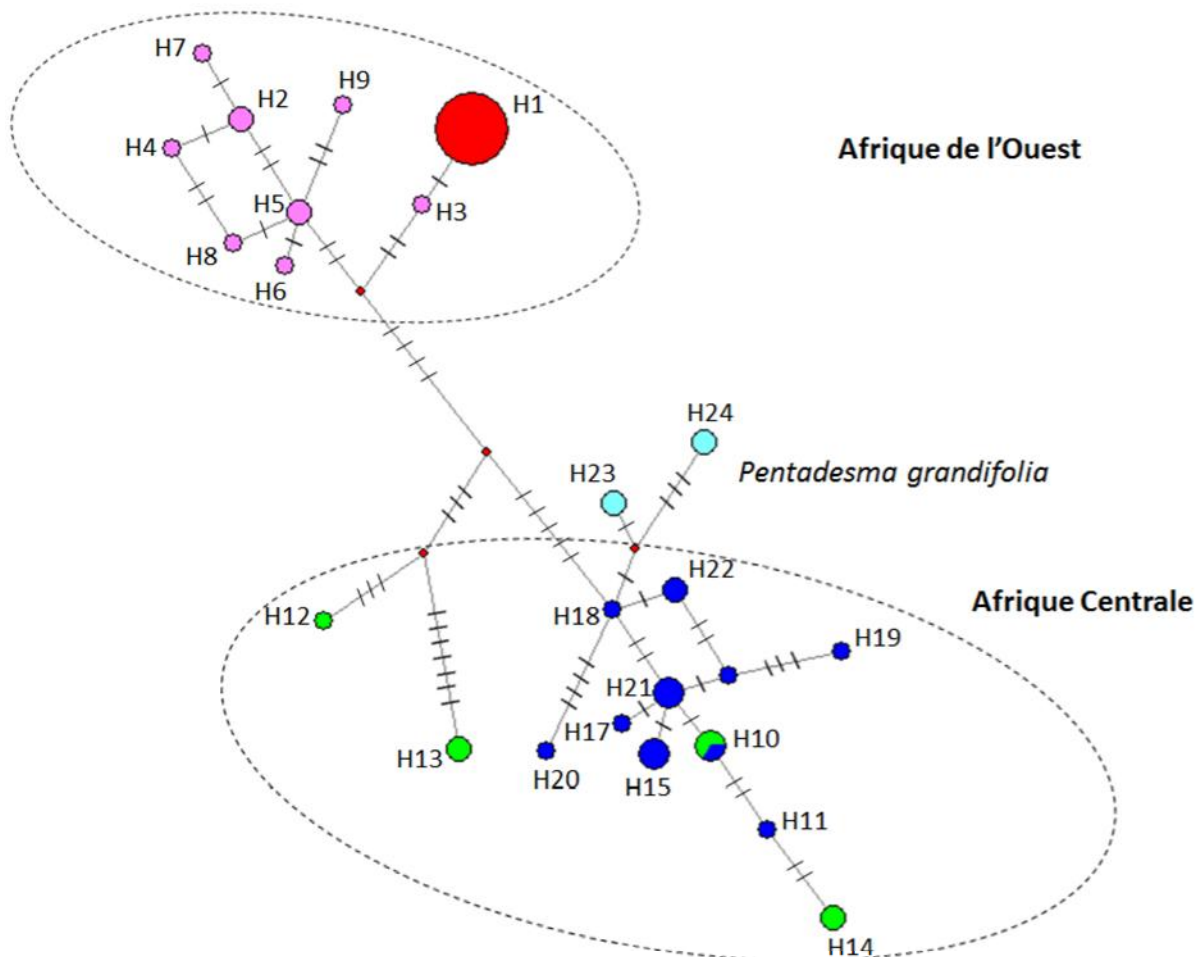 H7
H9
H2
H1
Afrique de l'Ouest
H4
H5
H3
H8
H6
H24
Pentadesma grandifolia
H23
H22
Afrique Centrale
H12
H18
H19
H21
H17
H10
H13
H20
H15
H11
H14